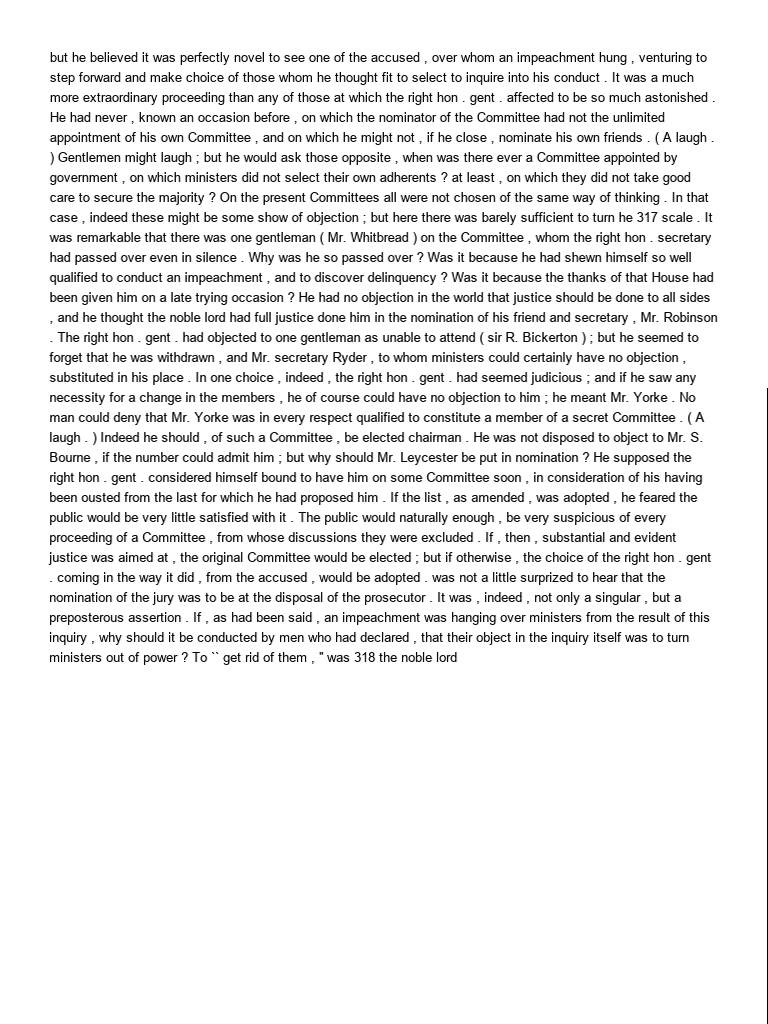 but he believed it was perfectly novel to see one of the accused , over whom an impeachment hung , venturing to
step forward and make choice of those whom he thought fit to select to inquire into his conduct . It was a much
more extraordinary proceeding than any of those at which the right hon . gent . affected to be so much astonished .
He had never , known an occasion before , on which the nominator of the Committee had not the unlimited
appointment of his own Committee , and on which he might not , if he close , nominate his own friends . ( A laugh .
) Gentlemen might laugh ; but he would ask those opposite , when was there ever a Committee appointed by
government , on which ministers did not select their own adherents ? at least , on which they did not take good
care to secure the majority ? On the present Committees all were not chosen of the same way of thinking . In that
case , indeed these might be some show of objection ; but here there was barely sufficient to turn he 317 scale . It
was remarkable that there was one gentleman ( Mr. Whitbread ) on the Committee , whom the right hon . secretary
had passed over even in silence . Why was he so passed over ? Was it because he had shewn himself so well
qualified to conduct an impeachment , and to discover delinquency ? Was it because the thanks of that House had
been given him on a late trying occasion ? He had no objection in the world that justice should be done to all sides
, and he thought the noble lord had full justice done him in the nomination of his friend and secretary , Mr. Robinson
. The right hon . gent . had objected to one gentleman as unable to attend ( sir R. Bickerton ) ; but he seemed to
forget that he was withdrawn , and Mr. secretary Ryder , to whom ministers could certainly have no objection ,
substituted in his place . In one choice , indeed , the right hon . gent . had seemed judicious ; and if he saw any
necessity for a change in the members , he of course could have no objection to him ; he meant Mr. Yorke . No
man could deny that Mr. Yorke was in every respect qualified to constitute a member of a secret Committee . ( A
laugh . ) Indeed he should , of such a Committee , be elected chairman . He was not disposed to object to Mr. S.
Bourne , if the number could admit him ; but why should Mr. Leycester be put in nomination ? He supposed the
right hon . gent . considered himself bound to have him on some Committee soon , in consideration of his having
been ousted from the last for which he had proposed him . If the list , as amended , was adopted , he feared the
public would be very little satisfied with it . The public would naturally enough , be very suspicious of every
proceeding of a Committee , from whose discussions they were excluded . If , then , substantial and evident
justice was aimed at , the original Committee would be elected ; but if otherwise , the choice of the right hon . gent
. coming in the way it did , from the accused , would be adopted . was not a little surprized to hear that the
nomination of the jury was to be at the disposal of the prosecutor . It was , indeed , not only a singular , but a
preposterous assertion . If , as had been said , an impeachment was hanging over ministers from the result of this
inquiry , why should it be conducted by men who had declared , that their object in the inquiry itself was to turn
ministers out of power ? To `` get rid of them , " was 318 the noble lord